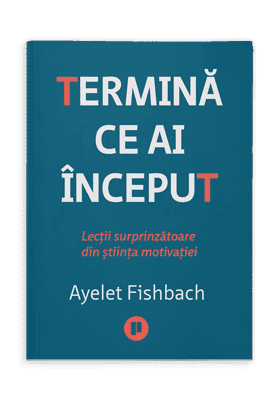 TERMINĂ
CE AI
ÎNCEPUT
Lecții surprinzătoare
din știința motivației
Ayelet Fishbach
p